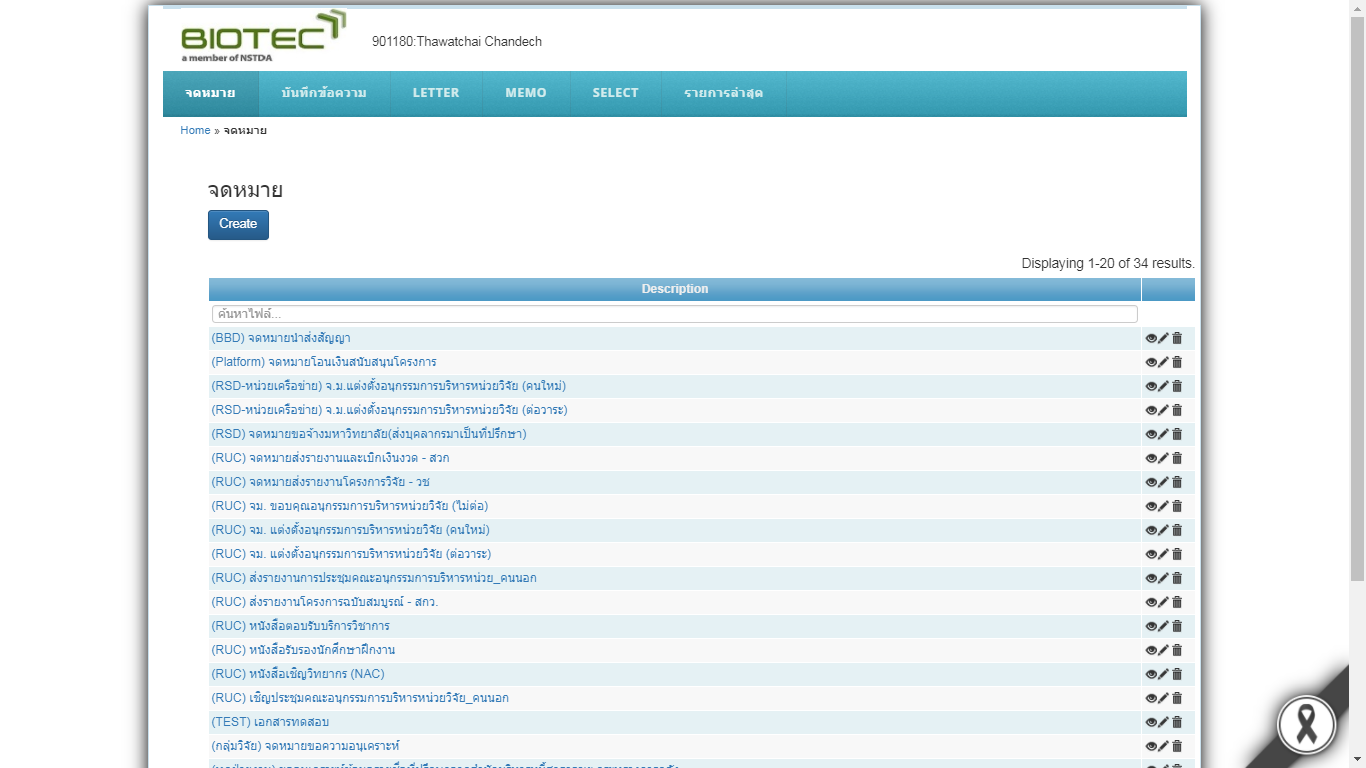 BIOTEC
a member of NSTDA
901180:Thawatchai Chandech
จดหมาย บันทึกข้อความ LETTER MEMO SELECT รายการล่าสุด
Home » จดหมาย
จดหมาย
Create
Displaying 1-20 of 34 results.
Description
ค้นหาไฟล์...
(BBD) จดหมายนำส่งสัญญา
(Platform) จดหมายโอนเงินสนับสนุนโครงการ
(RSD-หน่วยเครือข่าย) จ.ม.แต่งตั้งอนุกรรมการบริหารหน่วยวิจัย (คนใหม่)
(RSD-หน่วยเครือข่าย) จ.ม.แต่งตั้งอนุกรรมการบริหารหน่วยวิจัย (ต่อวาระ)
(RSD) จดหมายขอจ้างมหาวิทยาลัย(ส่งบุคลากรมาเป็นที่ปรึกษา)
(RUC) จดหมายส่งรายงานและเบิกเงินงวด - สวก
(RUC) จดหมายส่งรายงานโครงการวิจัย - วช
(RUC) จม. ขอบคุณอนุกรรมการบริหารหน่วยวิจัย (ไม่ต่อ)
(RUC) จม. แต่งตั้งอนุกรรมการบริหารหน่วยวิจัย (คนใหม่)
(RUC) จม. แต่งตั้งอนุกรรมการบริหารหน่วยวิจัย (ต่อวาระ)
(RUC) ส่งรายงานการประชุมคณะอนุกรรมการบริหารหน่วย_คนนอก
(RUC) ส่งรายงานโครงการฉบับสมบูรณ์ - สกว.
(RUC) หนังสือตอบรับบริการวิชาการ
(RUC) หนังสือรับรองนักศึกษาฝึกงาน
(RUC) หนังสือเชิญวิทยากร (NAC)
(RUC) เชิญประชุมคณะอนุกรรมการบริหารหน่วยวิจัย_คนนอก
(TEST) เอกสารทดสอบ
(กลุ่มวิจัย) จดหมายขอความอนุเคราะห์